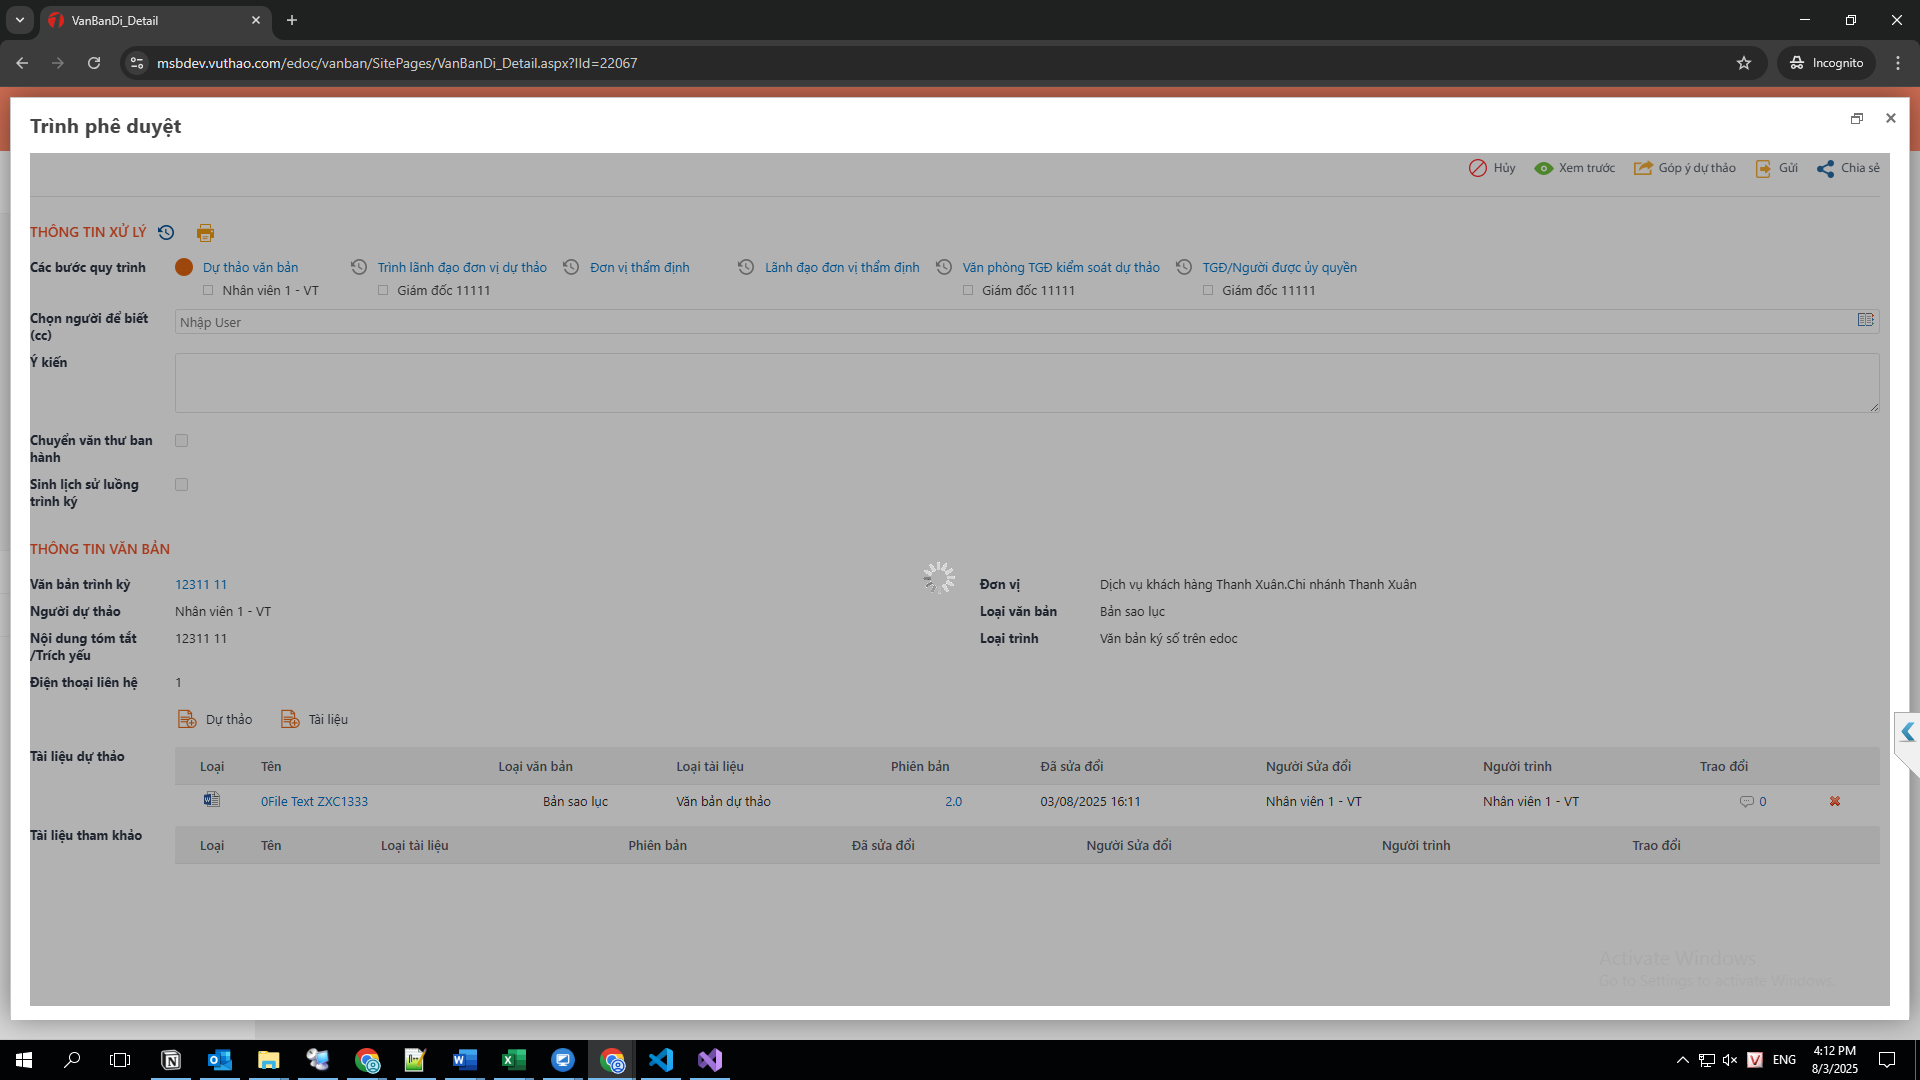 VanBanDi_Detail
msbdev.vuthao.com/edoc/vanban/SitePages/VanBanDi_Detail.aspx?IId=22067
Incognito
Trình phê duyệt
Hủy Xem trước Góp ý dự thảo Gửi Chia sẻ
THÔNG TIN XỬ LÝ
Các bước quy trình Dự thảo văn bản Trình lãnh đạo đơn vị dự thảo Đơn vị thẩm định Lãnh đạo đơn vị thẩm định Văn phòng TGĐ kiểm soát dự thảo TGĐ/Người được ủy quyền
Nhân viên 1 - VT Giám đốc 11111 Giám đốc 11111 Giám đốc 11111
Chọn người để biết
(cc)
Nhập User
Ý kiến
Chuyển văn thư ban
hành
Sinh lịch sử luồng
trình ký
THÔNG TIN VĂN BẢN
Văn bản trình ký 12311 11 Đơn vị Dịch vụ khách hàng Thanh Xuân.Chi nhánh Thanh Xuân
Người dự thảo Nhân viên 1 - VT Loại văn bản Bản sao lục
Nội dung tóm tắt
/Trích yếu
12311 11 Loại trình Văn bản ký số trên edoc
Điện thoại liên hệ 1
Dự thảo Tài liệu
Tài liệu dự thảo
Loại Tên Loại văn bản Loại tài liệu Phiên bản Đã sửa đổi Người Sửa đổi Người trình Trao đổi
0File Text ZXC1333 Bản sao lục Văn bản dự thảo 2.0 03/08/2025 16:11 Nhân viên 1 - VT Nhân viên 1 - VT 0
Tài liệu tham khảo
Loại Tên Loại tài liệu Phiên bản Đã sửa đổi Người Sửa đổi Người trình Trao đổi
Activate Windows
Go to Settings to activate Windows.
ENG
4:12 PM
8/3/2025